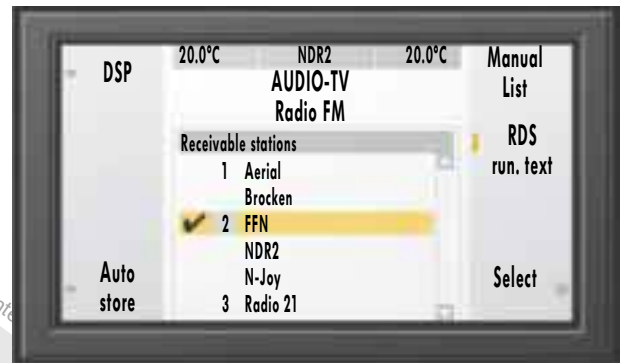 20.0°C NDR2 20.0°C
DSP
AUDIO-TV
Radio FM
Manual
List
Receivable stations
RDS
run. text
1 Aerial
Brocken
✔ 2 FFN
NDR2
N-Joy
3 Radio 21
Auto
store
Select